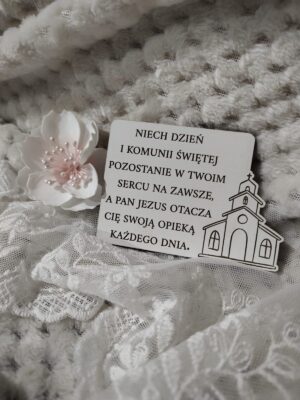 NIECH DZIEŃ
I KOMUNII ŚWIĘTEJ
POZOSTANIE W TWOIM
SERCU NA ZAWSZE,
A PAN JEZUS OTACZA
CIĘ SWOJĄ OPIEKĄ
KAŻDEGO DNIA.